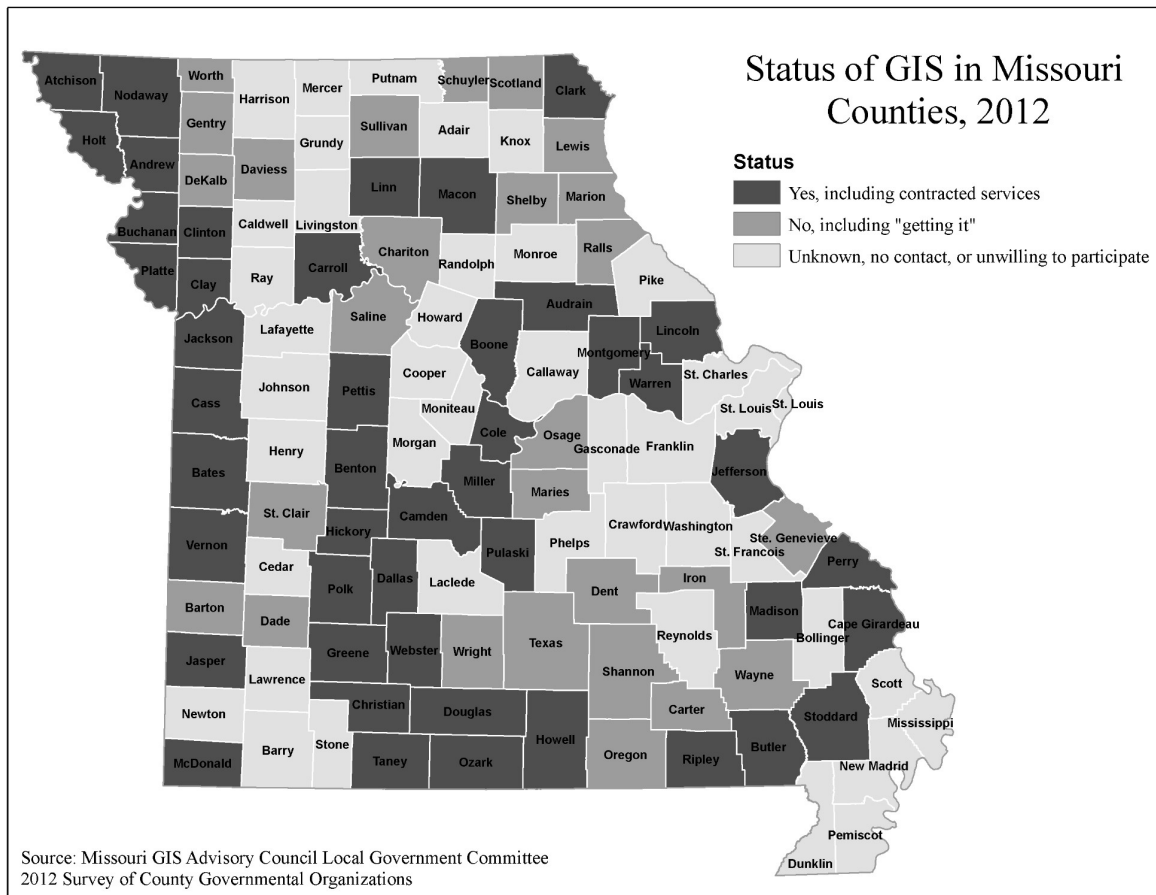 Status of GIS in Missouri
Counties, 2012
Status
Yes, including contracted services
No, including "getting it"
Unknown, no contact, or unwilling to participate
Atchison
Nodaway
Worth
Harrison
Mercer
Putnam
Schuyler
Scotland
Clark
Holt
Andrew
Gentry
DeKalb
Daviess
Grundy
Sullivan
Adair
Knox
Lewis
Linn
Macon
Shelby
Marion
Buchanan
Clinton
Caldwell
Livingston
Chariton
Randolph
Monroe
Ralls
Pike
Platte
Clay
Ray
Carroll
Audrain
Jackson
Lafayette
Saline
Howard
Boone
Callaway
Montgomery
Lincoln
Warren
St. Charles
St. Louis
St. Louis
Cass
Johnson
Pettis
Cooper
Moniteau
Morgan
Cole
Osage
Gasconade
Franklin
Jefferson
Bates
Henry
Benton
Miller
Maries
St. Clair
Camden
Vernon
Hickory
Pulaski
Phelps
Crawford
Washington
St. Francois
Ste. Genevieve
Perry
Cedar
Polk
Dallas
Laclede
Dent
Iron
Madison
Bollinger
Cape Girardeau
Barton
Dade
Greene
Webster
Wright
Texas
Reynolds
Shannon
Wayne
Jasper
Lawrence
Scott
Newton
Christian
Douglas
Howell
Carter
Stoddard
Mississippi
McDonald
Barry
Stone
Taney
Ozark
Oregon
Ripley
Butler
New Madrid
Pemiscot
Dunklin
Source: Missouri GIS Advisory Council Local Government Committee
2012 Survey of County Governmental Organizations